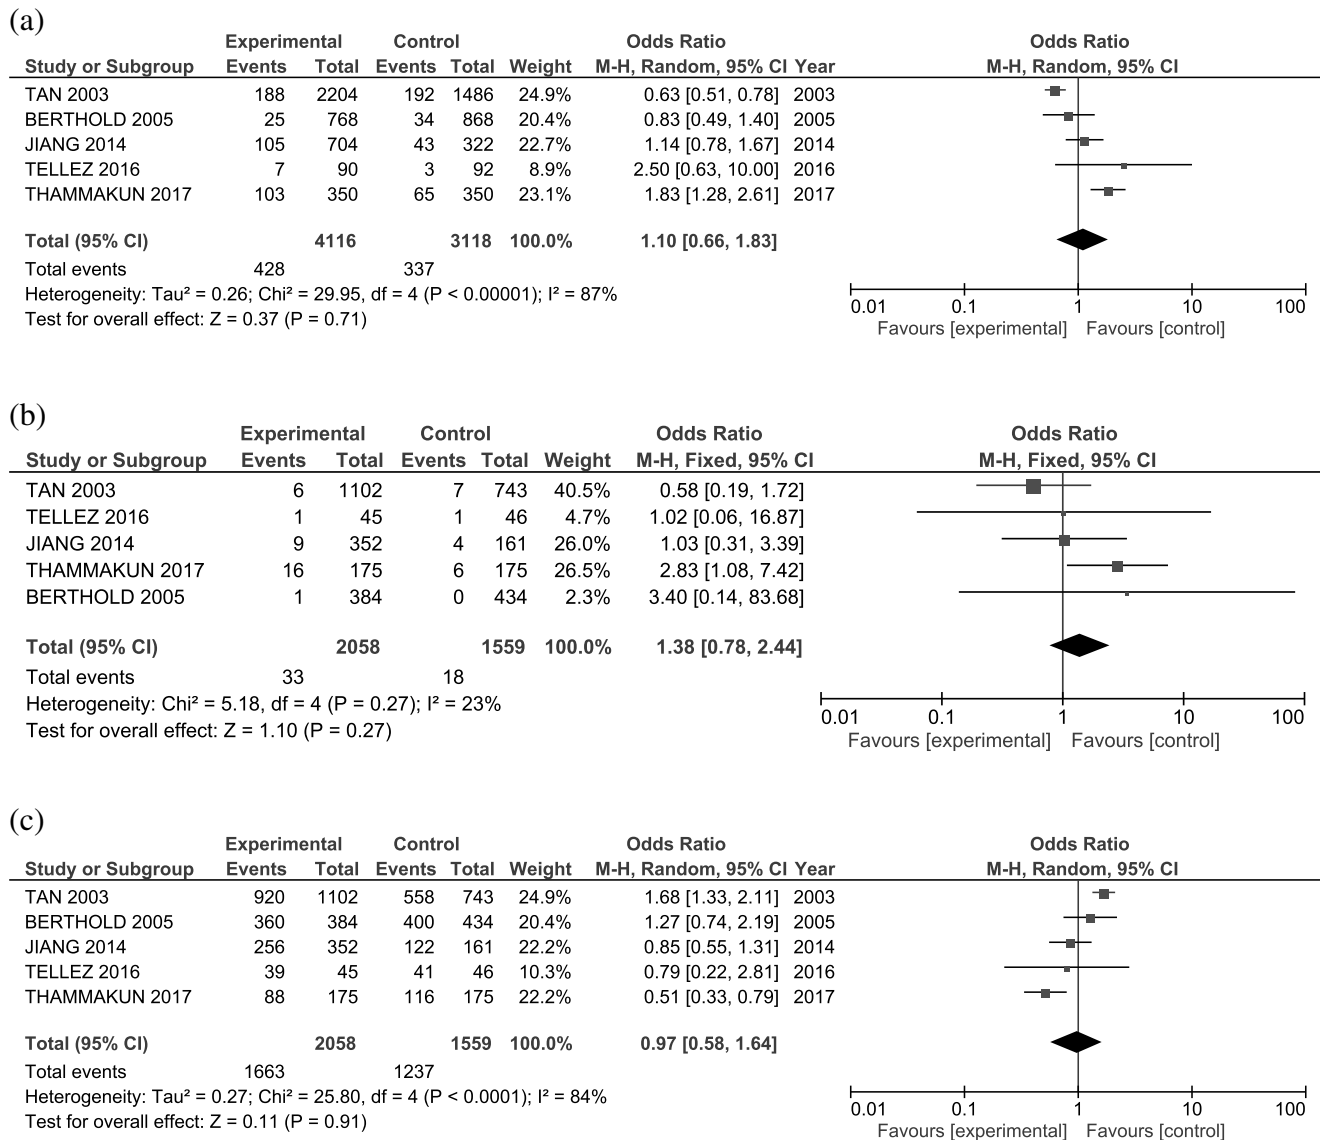 (a)
Experimental Control Odds Ratio Odds Ratio
Study or Subgroup Events Total Events Total Weight M-H, Random, 95% CI Year M-H, Random, 95% CI
TAN 2003 188 2204 192 1486 24.9% 0.63 [0.51, 0.78] 2003
BERTHOLD 2005 25 768 34 868 20.4% 0.83 [0.49, 1.40] 2005
JIANG 2014 105 704 43 322 22.7% 1.14 [0.78, 1.67] 2014
TELLEZ 2016 7 90 3 92 8.9% 2.50 [0.63, 10.00] 2016
THAMMAKUN 2017 103 350 65 350 23.1% 1.83 [1.28, 2.61] 2017
Total (95% CI) 4116 3118 100.0% 1.10 [0.66, 1.83]
Total events 428 337
Heterogeneity: Tau² = 0.26; Chi² = 29.95, df = 4 (P < 0.00001); I² = 87%
Test for overall effect: Z = 0.37 (P = 0.71)
0.01 0.1 1 10 100
Favours [experimental] Favours [control]
(b)
Experimental Control Odds Ratio Odds Ratio
Study or Subgroup Events Total Events Total Weight M-H, Fixed, 95% CI M-H, Fixed, 95% CI
TAN 2003 6 1102 7 743 40.5% 0.58 [0.19, 1.72]
TELLEZ 2016 1 45 1 46 4.7% 1.02 [0.06, 16.87]
JIANG 2014 9 352 4 161 26.0% 1.03 [0.31, 3.39]
THAMMAKUN 2017 16 175 6 175 26.5% 2.83 [1.08, 7.42]
BERTHOLD 2005 1 384 0 434 2.3% 3.40 [0.14, 83.68]
Total (95% CI) 2058 1559 100.0% 1.38 [0.78, 2.44]
Total events 33 18
Heterogeneity: Chi² = 5.18, df = 4 (P = 0.27); I² = 23%
Test for overall effect: Z = 1.10 (P = 0.27)
0.01 0.1 1 10 100
Favours [experimental] Favours [control]
(c)
Experimental Control Odds Ratio Odds Ratio
Study or Subgroup Events Total Events Total Weight M-H, Random, 95% CI Year M-H, Random, 95% CI
TAN 2003 920 1102 558 743 24.9% 1.68 [1.33, 2.11] 2003
BERTHOLD 2005 360 384 400 434 20.4% 1.27 [0.74, 2.19] 2005
JIANG 2014 256 352 122 161 22.2% 0.85 [0.55, 1.31] 2014
TELLEZ 2016 39 45 41 46 10.3% 0.79 [0.22, 2.81] 2016
THAMMAKUN 2017 88 175 116 175 22.2% 0.51 [0.33, 0.79] 2017
Total (95% CI) 2058 1559 100.0% 0.97 [0.58, 1.64]
Total events 1663 1237
Heterogeneity: Tau² = 0.27; Chi² = 25.80, df = 4 (P < 0.0001); I² = 84%
Test for overall effect: Z = 0.11 (P = 0.91)
0.01 0.1 1 10 100
Favours [experimental] Favours [control]